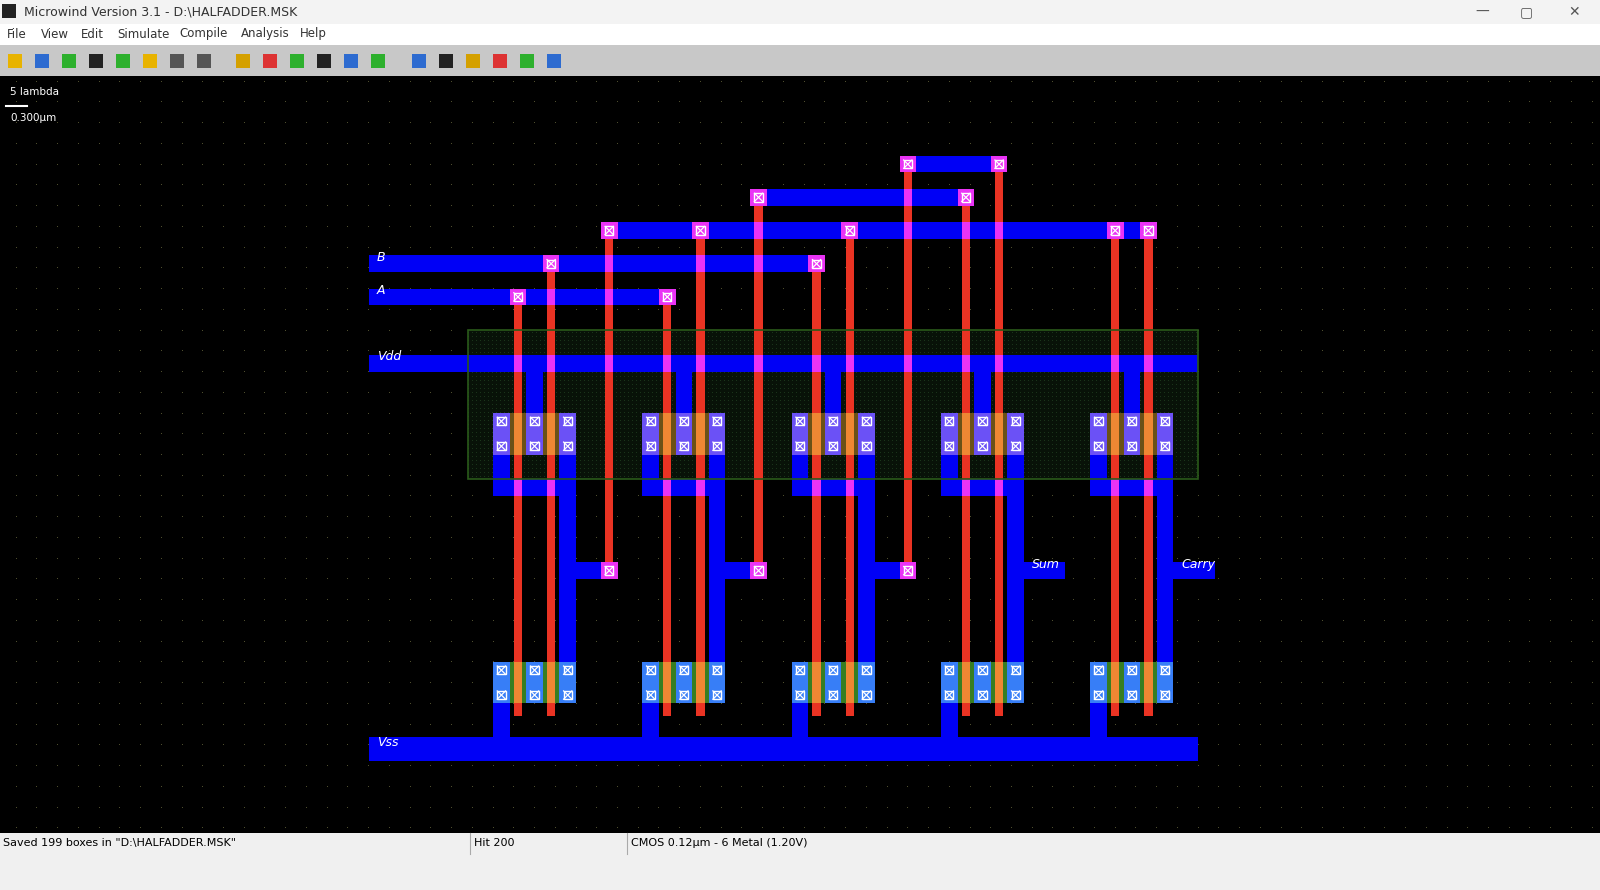 Microwind Version 3.1 - D:\HALFADDER.MSK
File View Edit Simulate Compile Analysis Help
5 lambda
0.300µm
B
A
Vdd
Sum
Carry
Vss
Saved 199 boxes in "D:\HALFADDER.MSK"
Hit 200
CMOS 0.12µm - 6 Metal (1.20V)